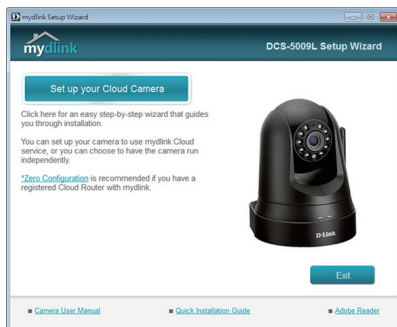 mydlink Setup Wizard
mydlink
DCS-5009L Setup Wizard
Set up your Cloud Camera
Click here for an easy step-by-step wizard that guides
you through installation.
You can set up your camera to use mydlink Cloud
service, or you can choose to have the camera run
independently.
*Zero Configuration is recommended if you have a
registered Cloud Router with mydlink.
D-Link
Exit
Camera User Manual
Quick Installation Guide
Adobe Reader